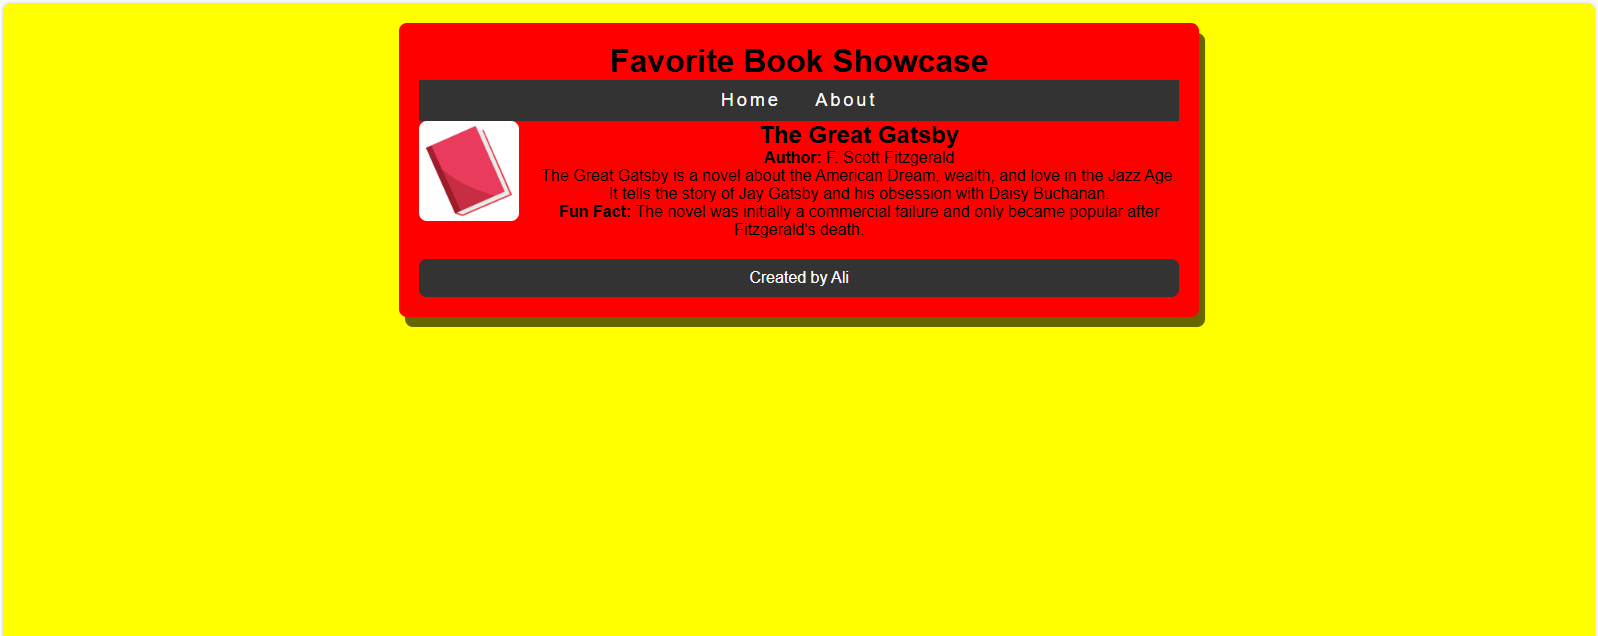 Favorite Book Showcase
Home About
The Great Gatsby
Author: F. Scott Fitzgerald
The Great Gatsby is a novel about the American Dream, wealth, and love in the Jazz Age.
It tells the story of Jay Gatsby and his obsession with Daisy Buchanan.
Fun Fact: The novel was initially a commercial failure and only became popular after
Fitzgerald's death.
Created by Ali